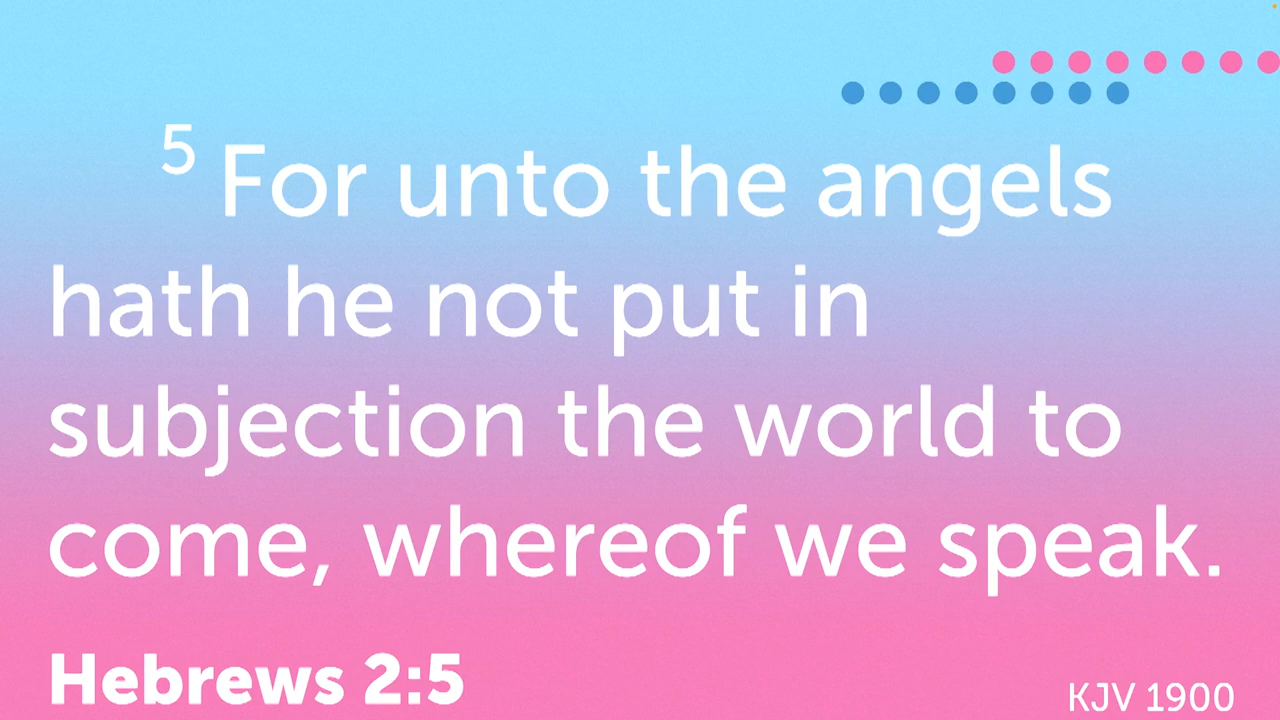 5 For unto the angels
hath he not put in
subjection the world to
come, whereof we speak.
Hebrews 2:5
KJV 1900